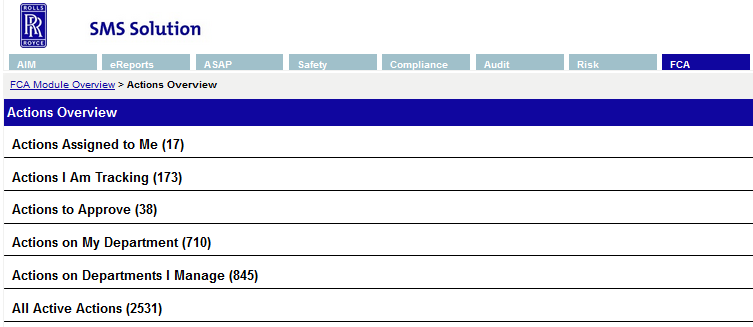 ROLLS
RR
ROYCE
SMS Solution
AIM eReports ASAP Safety Compliance Audit Risk FCA
FCA Module Overview > Actions Overview
Actions Overview
Actions Assigned to Me (17)
Actions I Am Tracking (173)
Actions to Approve (38)
Actions on My Department (710)
Actions on Departments I Manage (845)
All Active Actions (2531)